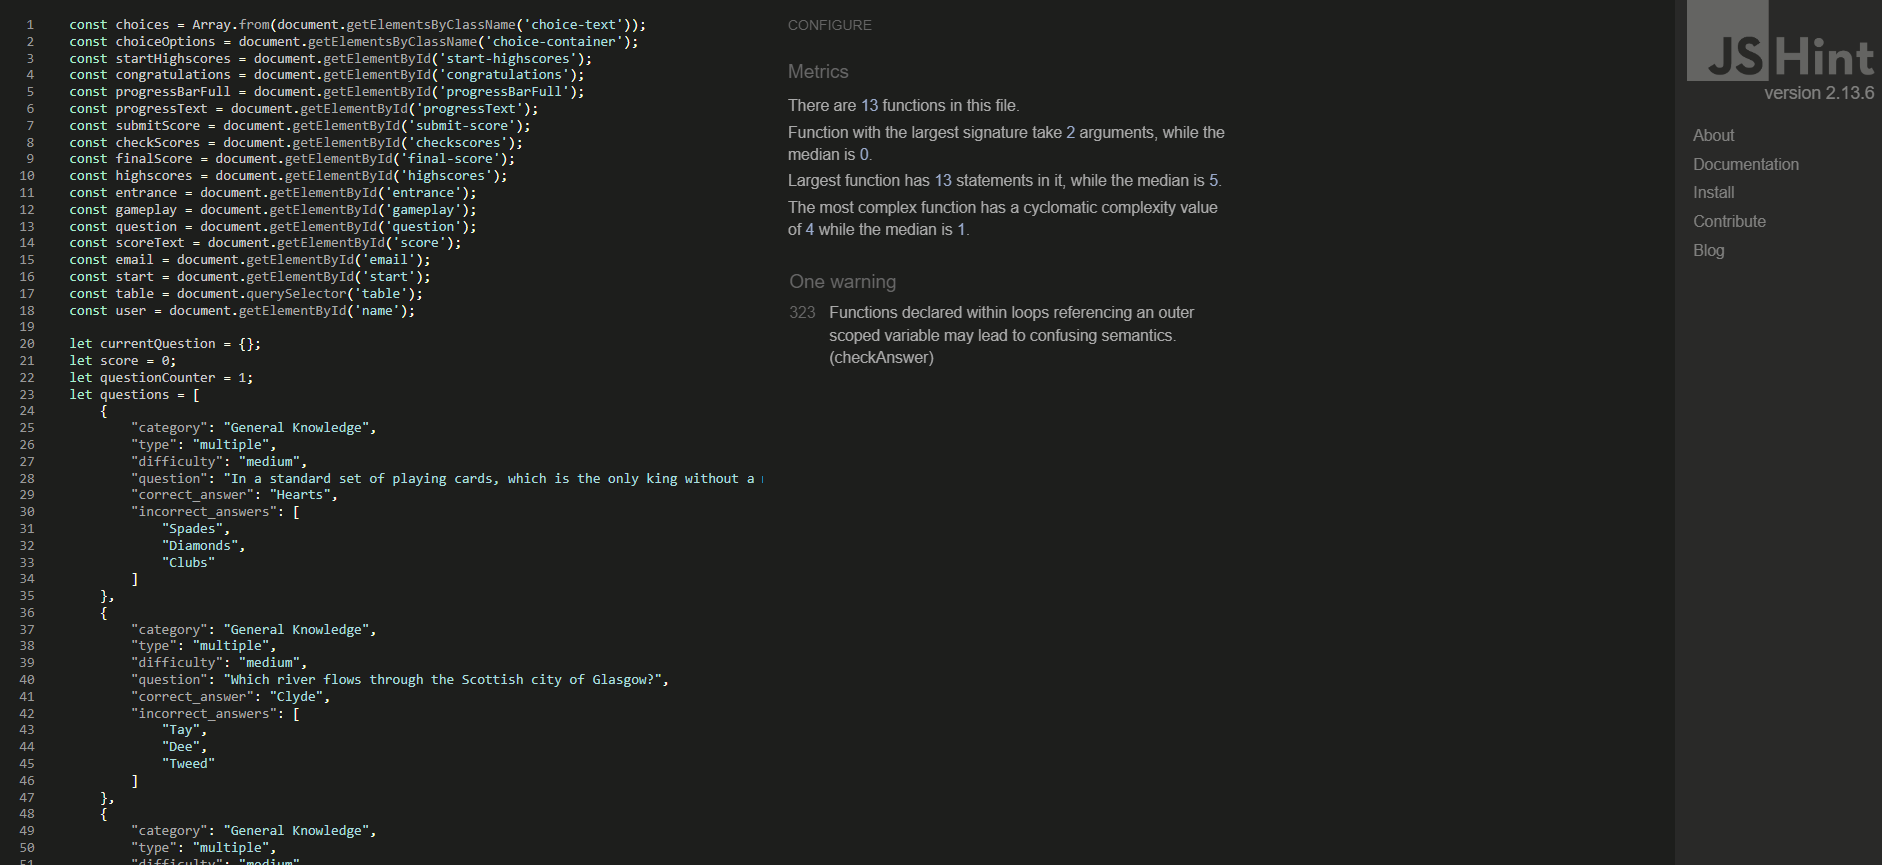 1 const choices = Array.from(document.getElementsByClassName('choice-text'));
2 const choiceOptions = document.getElementsByClassName('choice-container');
3 const startHighscores = document.getElementById('start-highscores');
4 const congratulations = document.getElementById('congratulations');
5 const progressBarFull = document.getElementById('progressBarFull');
6 const progressText = document.getElementById('progressText');
7 const submitScore = document.getElementById('submit-score');
8 const checkScores = document.getElementById('checkscores');
9 const finalScore = document.getElementById('final-score');
10 const highscores = document.getElementById('highscores');
11 const entrance = document.getElementById('entrance');
12 const gameplay = document.getElementById('gameplay');
13 const question = document.getElementById('question');
14 const scoreText = document.getElementById('score');
15 const email = document.getElementById('email');
16 const start = document.getElementById('start');
17 const table = document.querySelector('table');
18 const user = document.getElementById('name');
19
20 let currentQuestion = {};
21 let score = 0;
22 let questionCounter = 1;
23 let questions = [
24 {
25 "category": "General Knowledge",
26 "type": "multiple",
27 "difficulty": "medium",
28 "question": "In a standard set of playing cards, which is the only king without a
29 "correct_answer": "Hearts",
30 "incorrect_answers": [
31 "Spades",
32 "Diamonds",
33 "Clubs"
34 ]
35 },
36 {
37 "category": "General Knowledge",
38 "type": "multiple",
39 "difficulty": "medium",
40 "question": "Which river flows through the Scottish city of Glasgow?",
41 "correct_answer": "Clyde",
42 "incorrect_answers": [
43 "Tay",
44 "Dee",
45 "Tweed"
46 ]
47 },
48 {
49 "category": "General Knowledge",
50 "type": "multiple",
51 "difficulty": "medium",
CONFIGURE
Metrics
There are 13 functions in this file.
Function with the largest signature take 2 arguments, while the
median is 0.
Largest function has 13 statements in it, while the median is 5.
The most complex function has a cyclomatic complexity value
of 4 while the median is 1.
One warning
323 Functions declared within loops referencing an outer
scoped variable may lead to confusing semantics.
(checkAnswer)
JSHint
version 2.13.6
About
Documentation
Install
Contribute
Blog